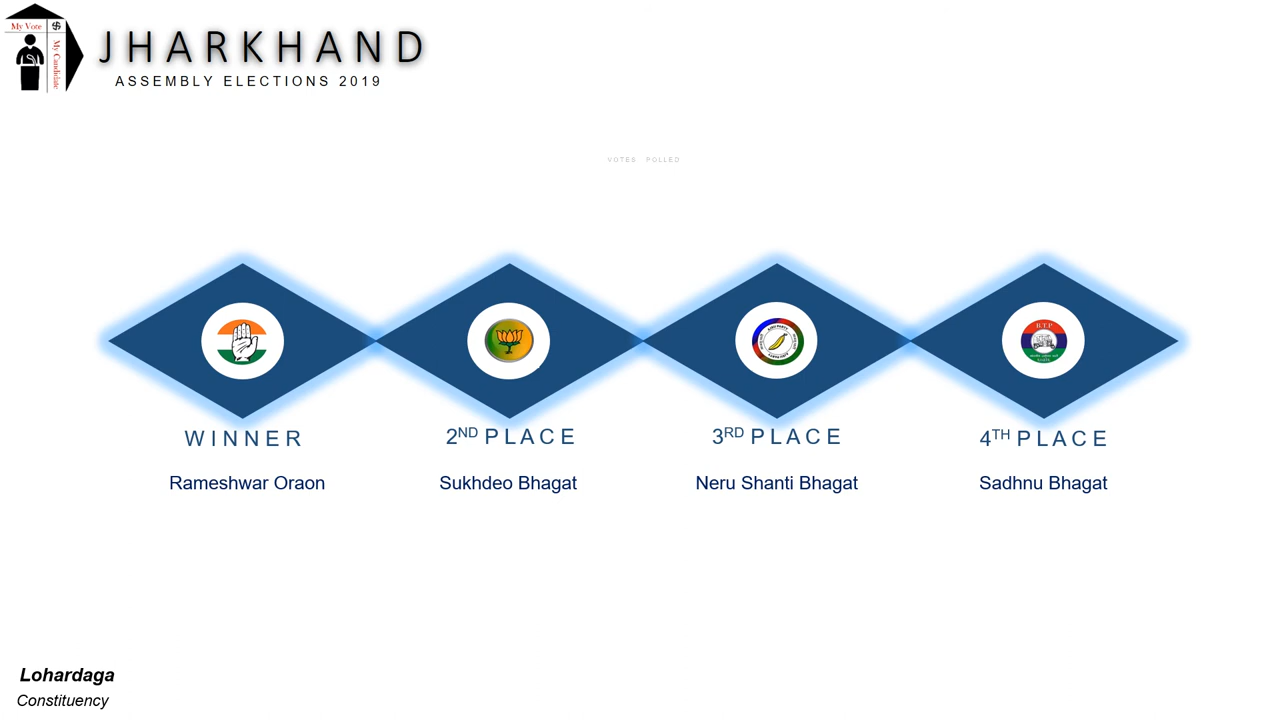 My Vote
My Candidate
JHARKHAND
ASSEMBLY ELECTIONS 2019
VOTES POLLED
B.T.P
WINNER
2ND PLACE
3RD PLACE
4TH PLACE
Rameshwar Oraon
Sukhdeo Bhagat
Neru Shanti Bhagat
Sadhnu Bhagat
Lohardaga
Constituency